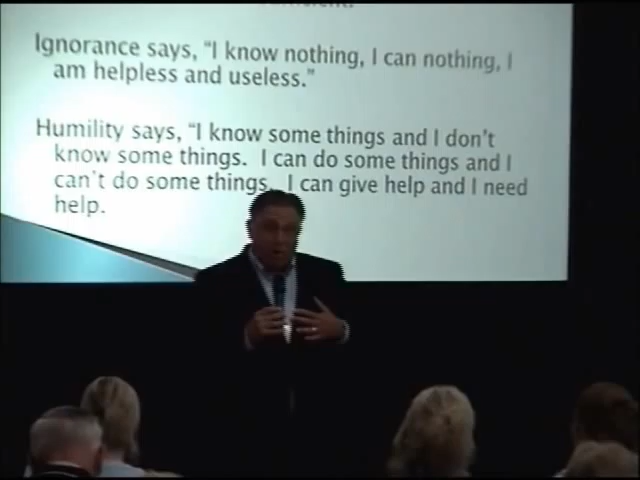 Ignorance says, "I know nothing, I can nothing, I
am helpless and useless."
Humility says, "I know some things and I don't
know some things. I can do some things and I
can't do some things. I can give help and I need
help.